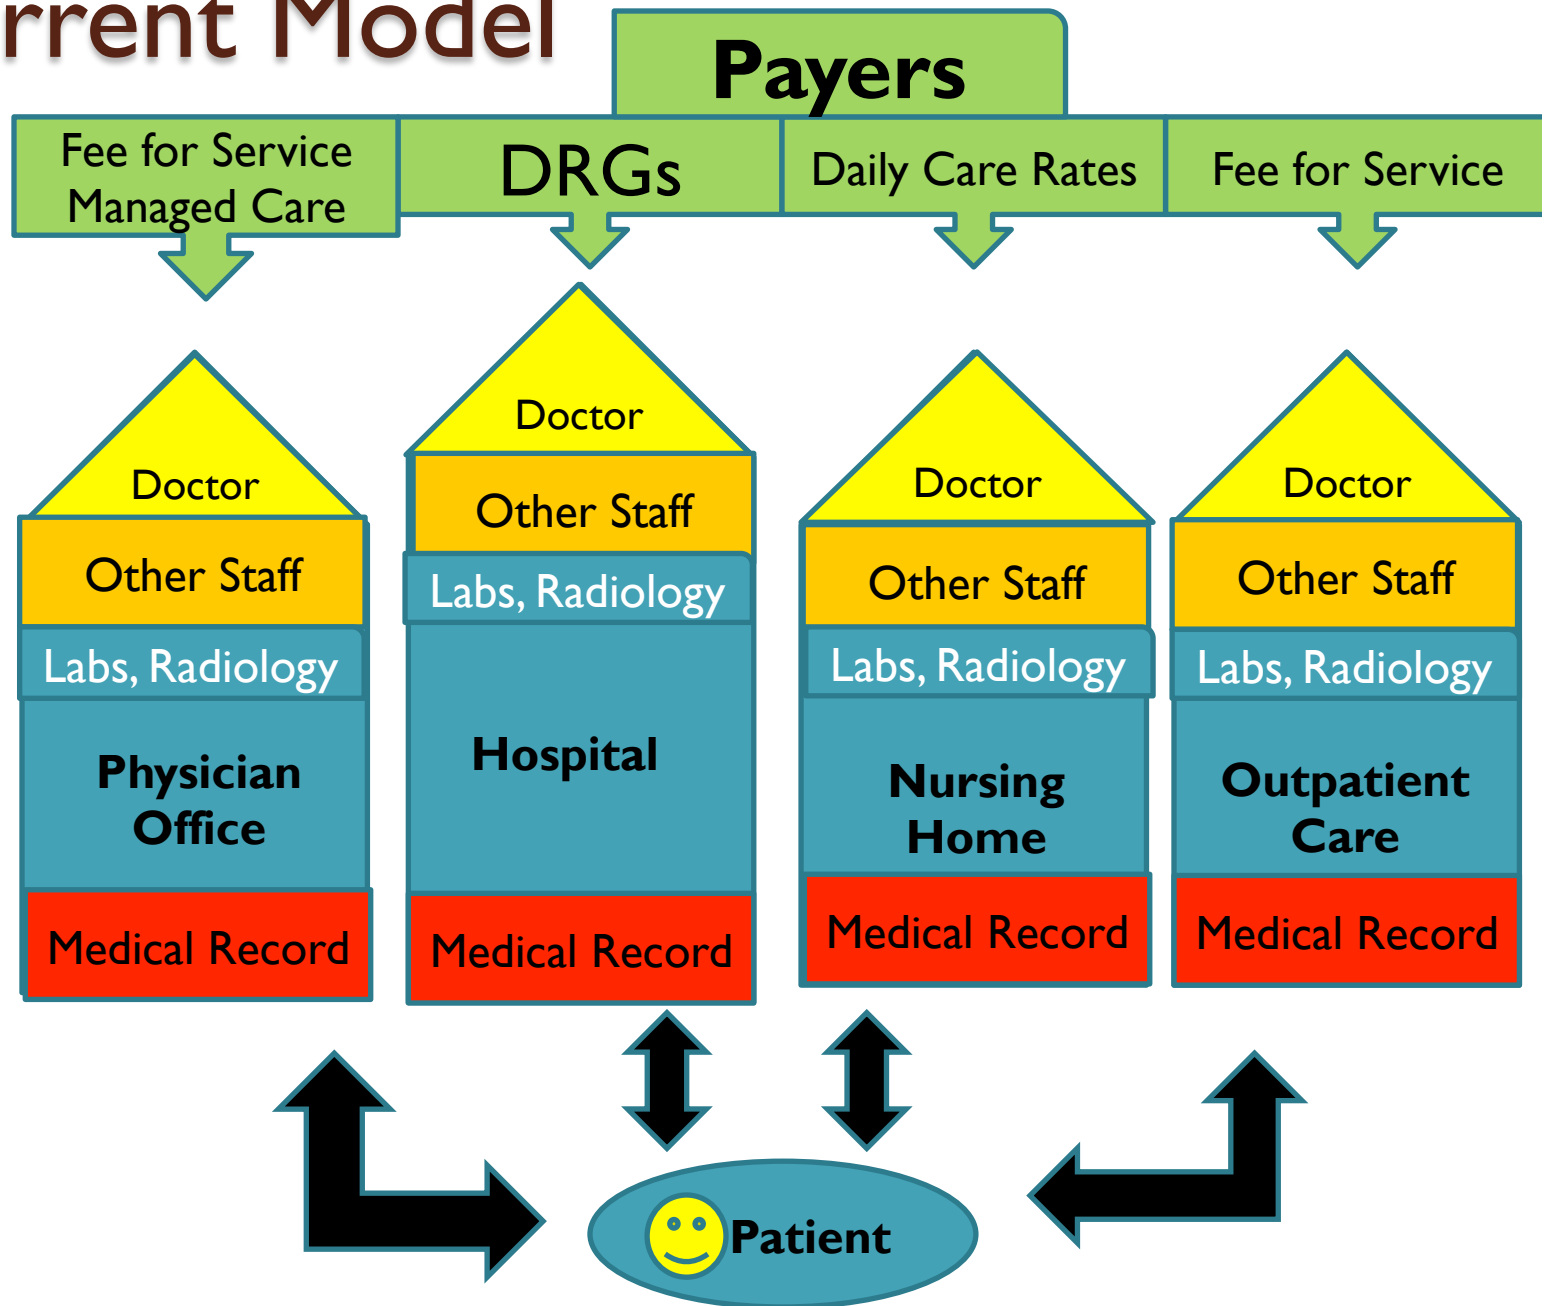 rrent Model
Payers
Fee for Service
Managed Care
DRGs
Daily Care Rates
Fee for Service
Doctor
Other Staff
Labs, Radiology
Physician
Office
Medical Record
Doctor
Other Staff
Labs, Radiology
Hospital
Medical Record
Doctor
Other Staff
Labs, Radiology
Nursing
Home
Medical Record
Doctor
Other Staff
Labs, Radiology
Outpatient
Care
Medical Record
Patient